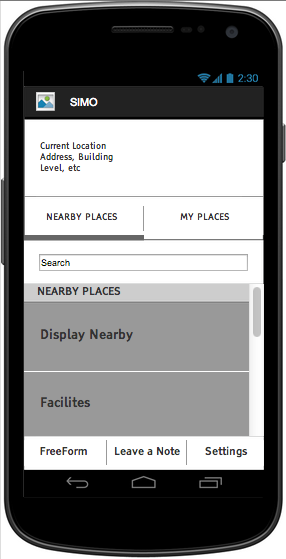 2:30
SIMO
Current Location
Address, Building
Level, etc
NEARBY PLACES
MY PLACES
Search
NEARBY PLACES
Display Nearby
Facilites
FreeForm
Leave a Note
Settings